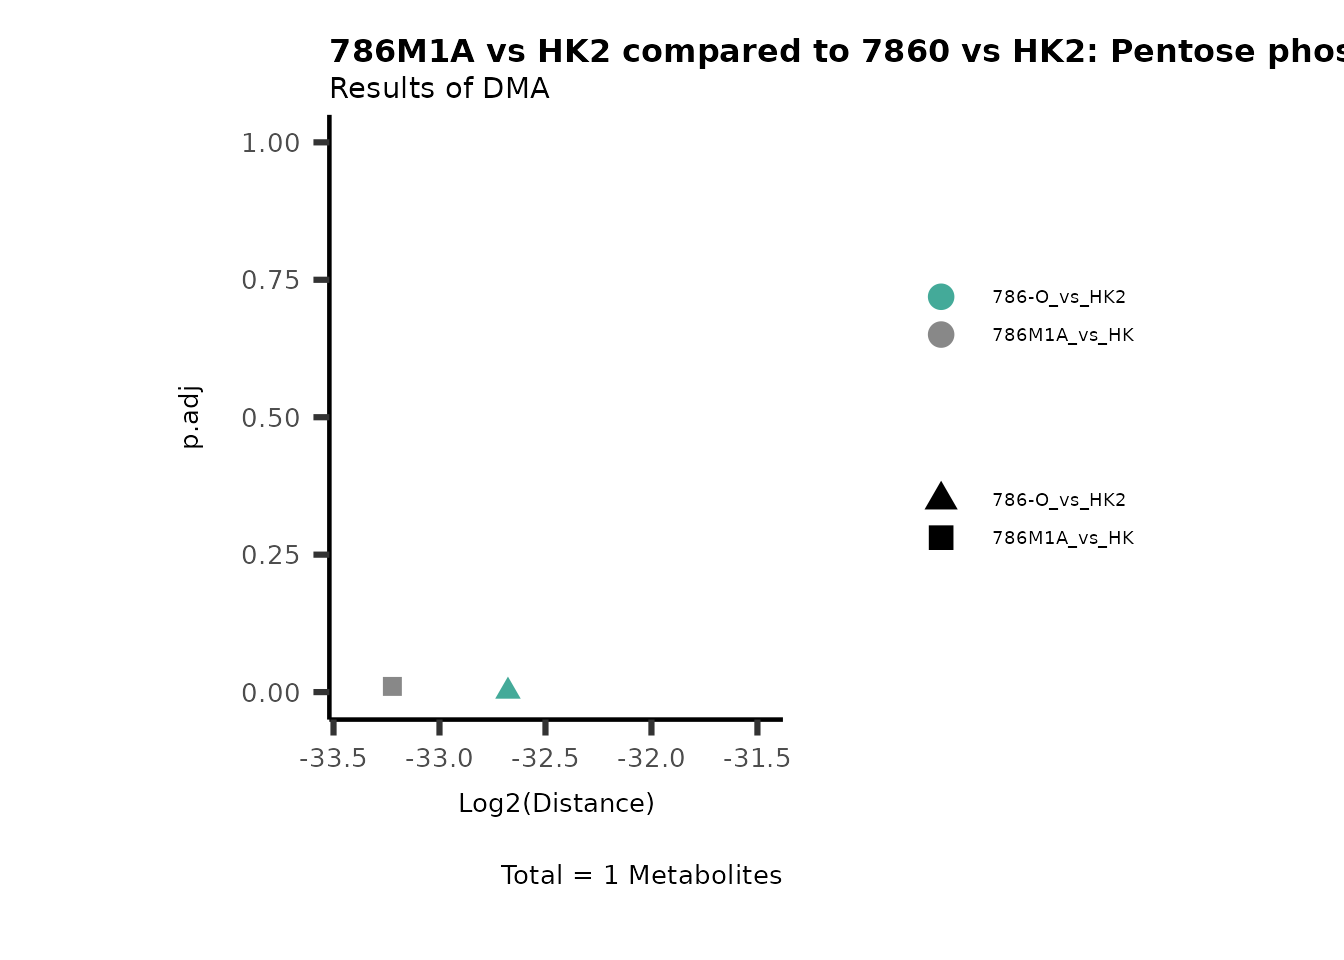 786M1A vs HK2 compared to 7860 vs HK2: Pentose phos
Results of DMA
1.00
0.75
0.50
0.25
0.00
p.adj
-33.5 -33.0 -32.5 -32.0 -31.5
Log2(Distance)
Total = 1 Metabolites
786-O_vs_HK2
786M1A_vs_HK
786-O_vs_HK2
786M1A_vs_HK